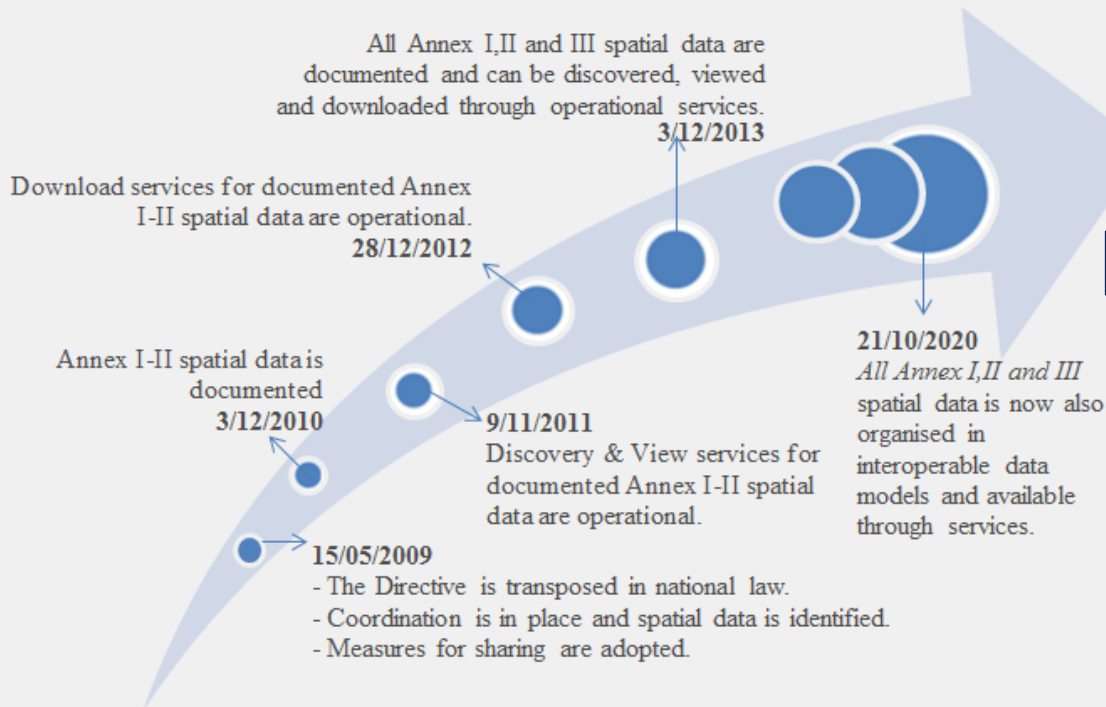 All Annex I,II and III spatial data are
documented and can be discovered, viewed
and downloaded through operational services.
3/12/2013
Download services for documented Annex
I-II spatial data are operational.
28/12/2012
Annex I-II spatial data is
documented
3/12/2010
9/11/2011
Discovery & View services for
documented Annex I-II spatial
data are operational.
21/10/2020
All Annex I,II and III
spatial data is now also
organised in
interoperable data
models and available
through services.
15/05/2009
- The Directive is transposed in national law.
- Coordination is in place and spatial data is identified.
- Measures for sharing are adopted.